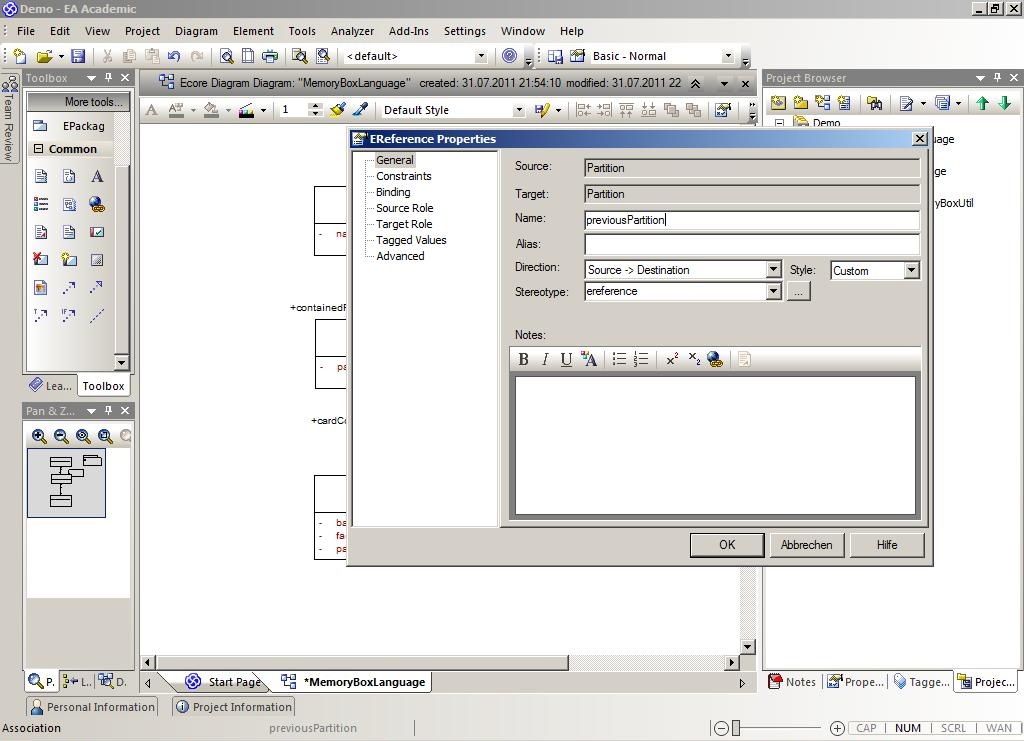 Demo - EA Academic
File Edit View Project Diagram Element Tools Analyzer Add-Ins Settings Window Help
<default> Basic - Normal
Team Review
Toolbox
More tools...
EPackag
Common
Lea... Toolbox
Pan & Z...
P. L.. D.
Ecore Diagram Diagram: "MemoryBoxLanguage" created: 31.07.2011 21:54:10 modified: 31.07.2011 22
1 Default Style
- na
+containedP
- pa
+cardCo
- ba
- fa
- pa
EReference Properties
General
Constraints
Binding
Source Role
Target Role
Tagged Values
Advanced
Source: Partition
Target: Partition
Name: previousPartition
Alias:
Direction: Source -> Destination Style: Custom
Stereotype: ereference ...
Notes:
B I U A x² x₂
OK Abbrechen Hilfe
Project Browser
Demo
uage
ge
ryBoxUtil
Start Page *MemoryBoxLanguage
Notes Prope... Tagge... Projec...
Personal Information Project Information
Association previousPartition CAP NUM SCRL WAN